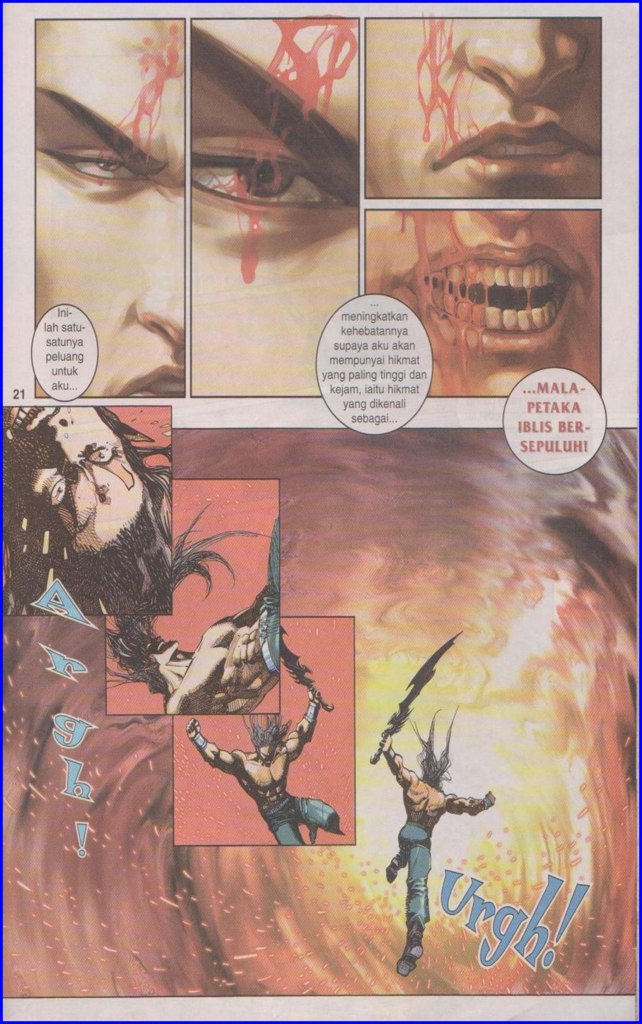 Ini-
lah satu-
satunya
peluang
untuk
aku...
...
meningkatkan
kehebatannya
supaya aku akan
mempunyai hikmat
yang paling tinggi dan
kejam, iaitu hikmat
yang dikenali
sebagai...
...MALA-
PETAKA
IBLIS BER-
SEPULUH!
21
Argh!
Urgh!